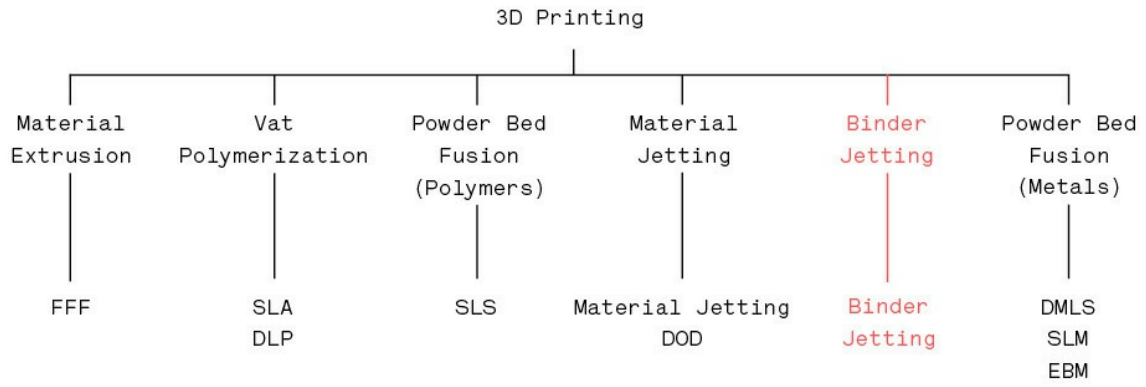 3D Printing
Material
Extrusion
Vat
Polymerization
Powder Bed
Fusion
(Polymers)
Material
Jetting
Binder
Jetting
Powder Bed
Fusion
(Metals)
FFF
SLA
DLP
SLS
Material Jetting
DOD
Binder
Jetting
DMLS
SLM
EBM